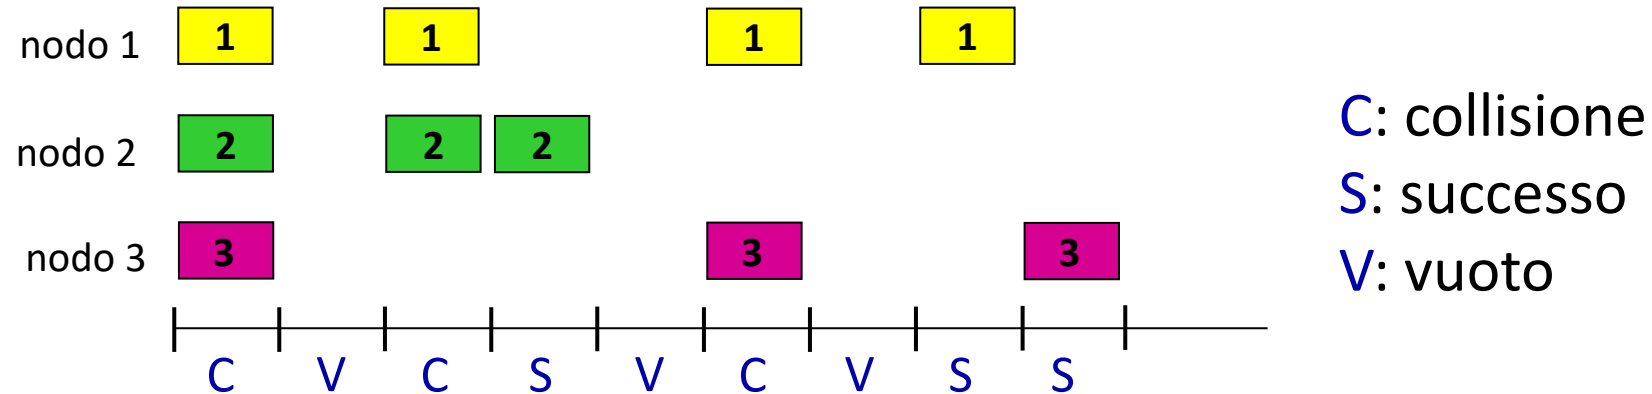 nodo 1 1 1 1 1
nodo 2 2 2 2
nodo 3 3 3 3
C V C S V C V S S
C: collisione
S: successo
V: vuoto